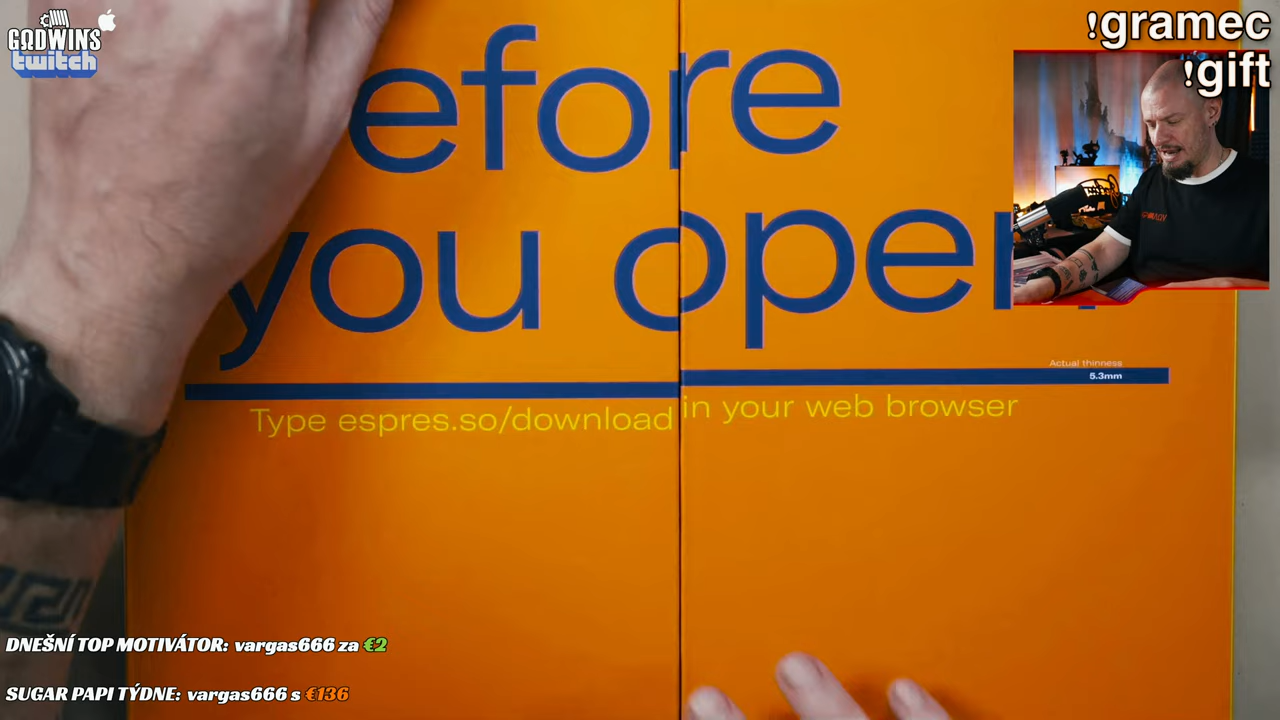 GODWINS
twitch
!gramec
!gift
efore
you open
Actual thinness
5.3mm
Type espres.so/download in your web browser
DNEŠNÍ TOP MOTIVÁTOR: vargas666 za €2
SUGAR PAPI TÝDNE: vargas666 s €136